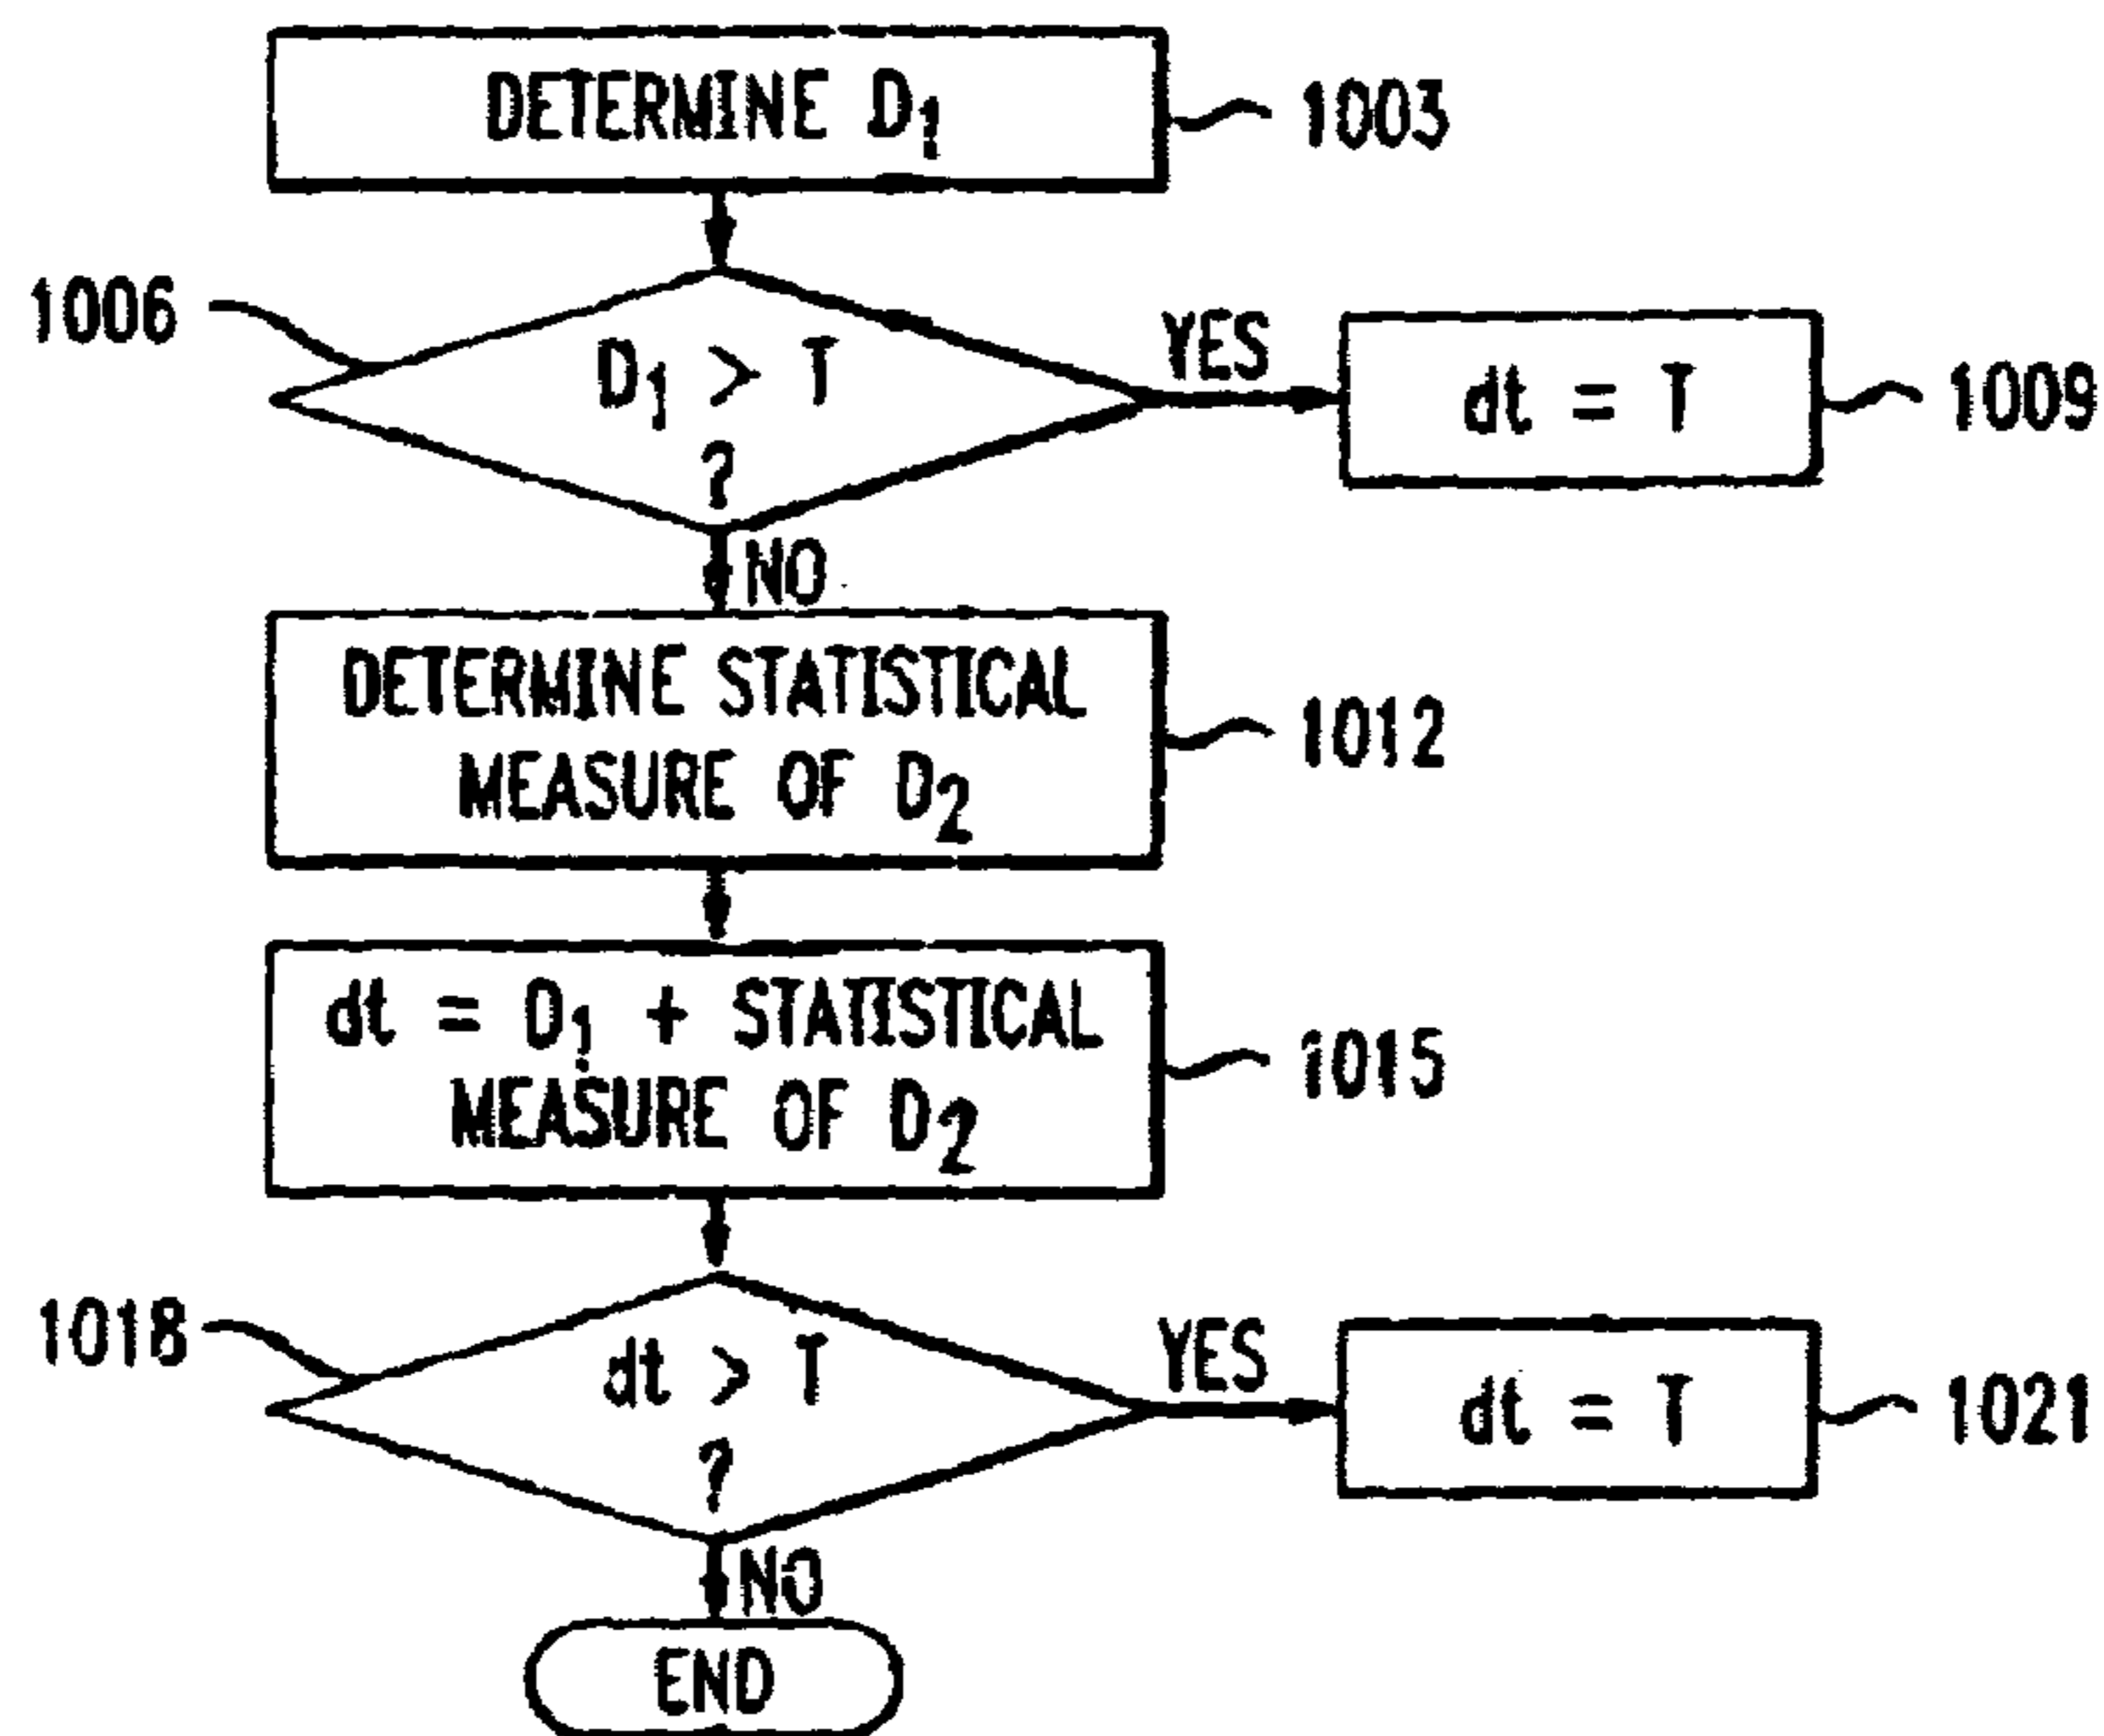 DETERMINE D1
1003
1006
D1 > T
?
YES
dt = T
1009
NO
DETERMINE STATISTICAL
MEASURE OF D2
1012
dt = D1 + STATISTICAL
MEASURE OF D2
1015
1018
dt > T
?
YES
dt = T
1021
NO
END